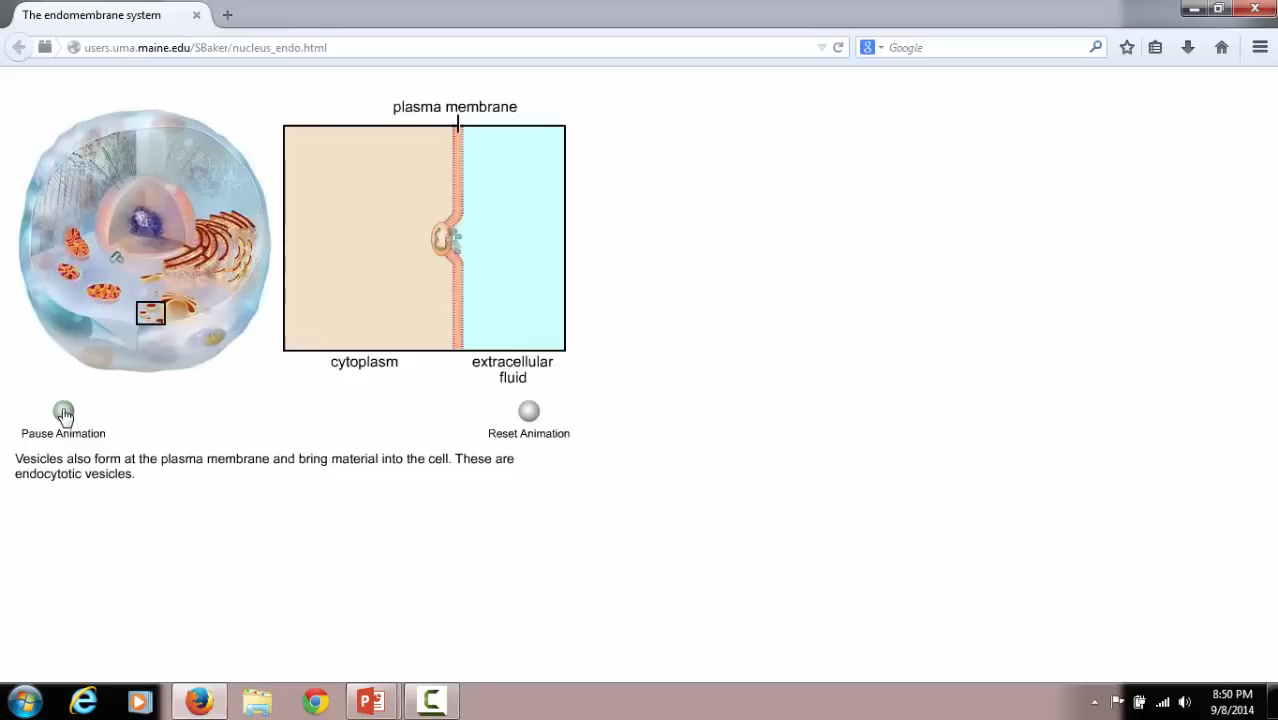 The endomembrane system
users.uma.maine.edu/SBaker/nucleus_endo.html
Google
plasma membrane
cytoplasm
extracellular
fluid
Pause Animation
Reset Animation
Vesicles also form at the plasma membrane and bring material into the cell. These are
endocytotic vesicles.
8:50 PM
9/8/2014